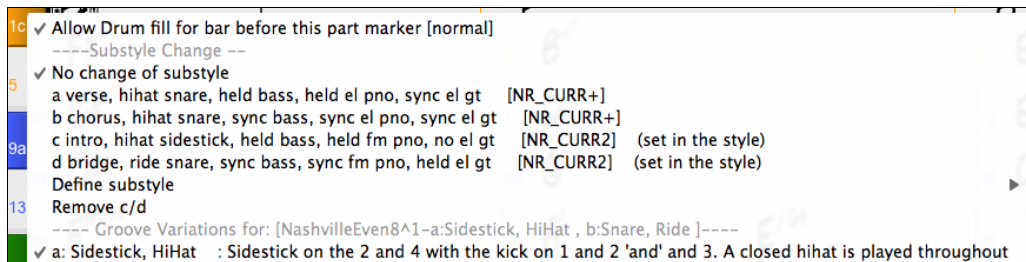 1c ✓ Allow Drum fill for bar before this part marker [normal]
----Substyle Change --
✓ No change of substyle
5 a verse, hihat snare, held bass, held el pno, sync el gt [NR_CURR+]
b chorus, hihat snare, sync bass, sync el pno, sync el gt [NR_CURR+]
c intro, hihat sidestick, held bass, held fm pno, no el gt [NR_CURR2] (set in the style)
9a d bridge, ride snare, sync bass, sync fm pno, held el gt [NR_CURR2] (set in the style)
Define substyle
13 Remove c/d
---- Groove Variations for: [NashvilleEven8^1-a:Sidestick, HiHat , b:Snare, Ride ]----
✓ a: Sidestick, HiHat : Sidestick on the 2 and 4 with the kick on 1 and 2 'and' and 3. A closed hihat is played throughout